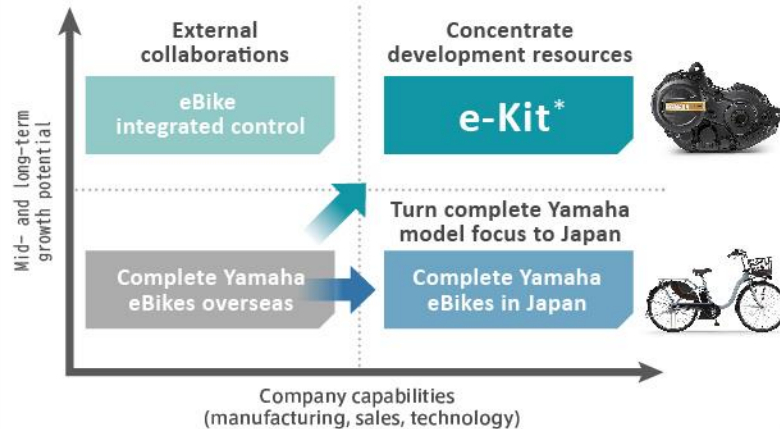 External
collaborations
Concentrate
development resources
eBike
integrated control
e-Kit*
Mid- and long-term
growth potential
Turn complete Yamaha
model focus to Japan
Complete Yamaha
eBikes overseas
Complete Yamaha
eBikes in Japan
Company capabilities
(manufacturing, sales, technology)